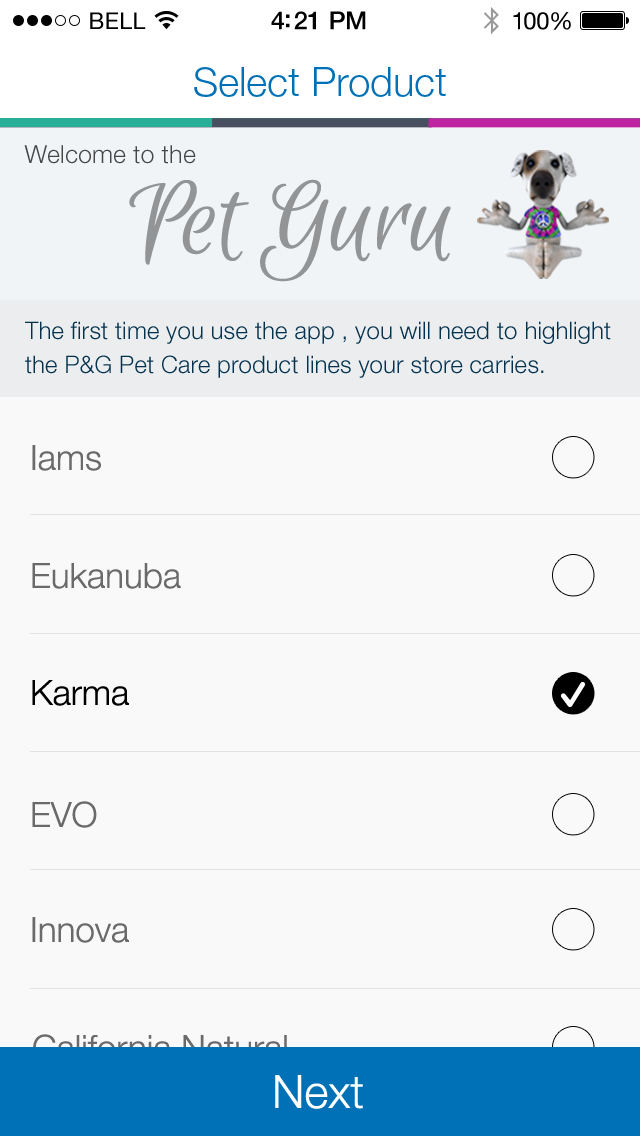 BELL 4:21 PM 100%
Select Product
Welcome to the
Pet Guru
The first time you use the app , you will need to highlight
the P&G Pet Care product lines your store carries.
Iams
Eukanuba
Karma
EVO
Innova
California Natural
Next